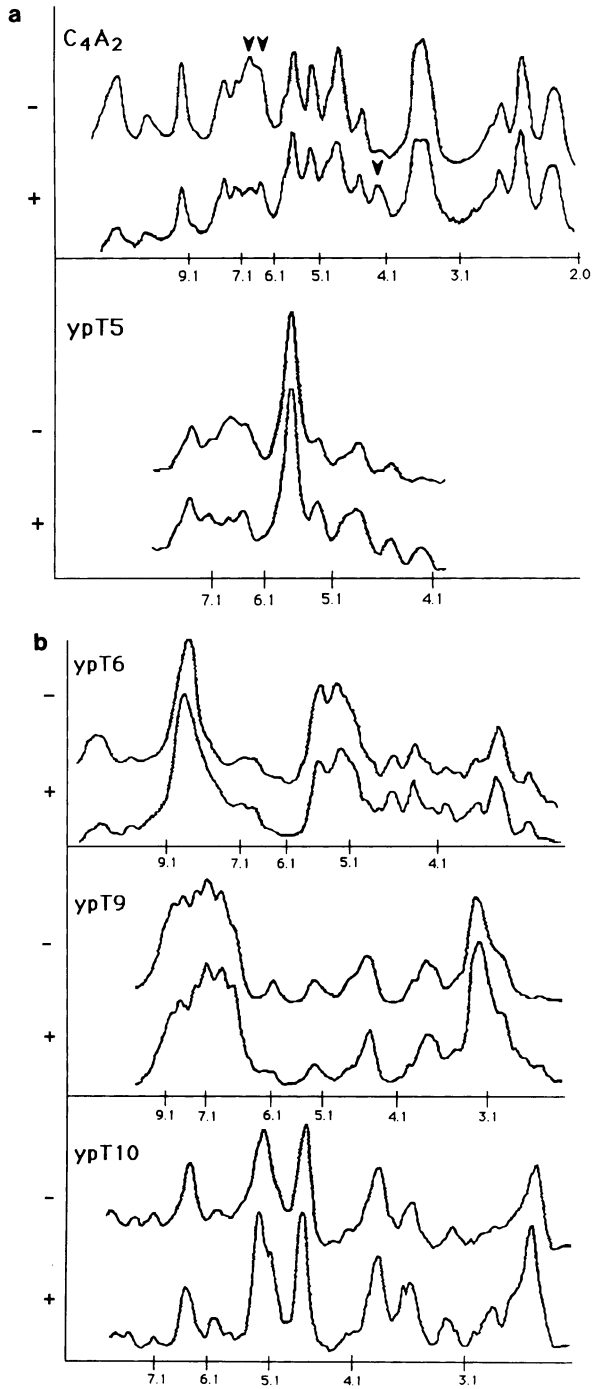 a
C4A2
-
+
9.1 7.1 6.1 5.1 4.1 3.1 2.0
ypT5
-
+
7.1 6.1 5.1 4.1
b
ypT6
-
+
9.1 7.1 6.1 5.1 4.1
ypT9
-
+
9.1 7.1 6.1 5.1 4.1 3.1
ypT10
-
+
7.1 6.1 5.1 4.1 3.1